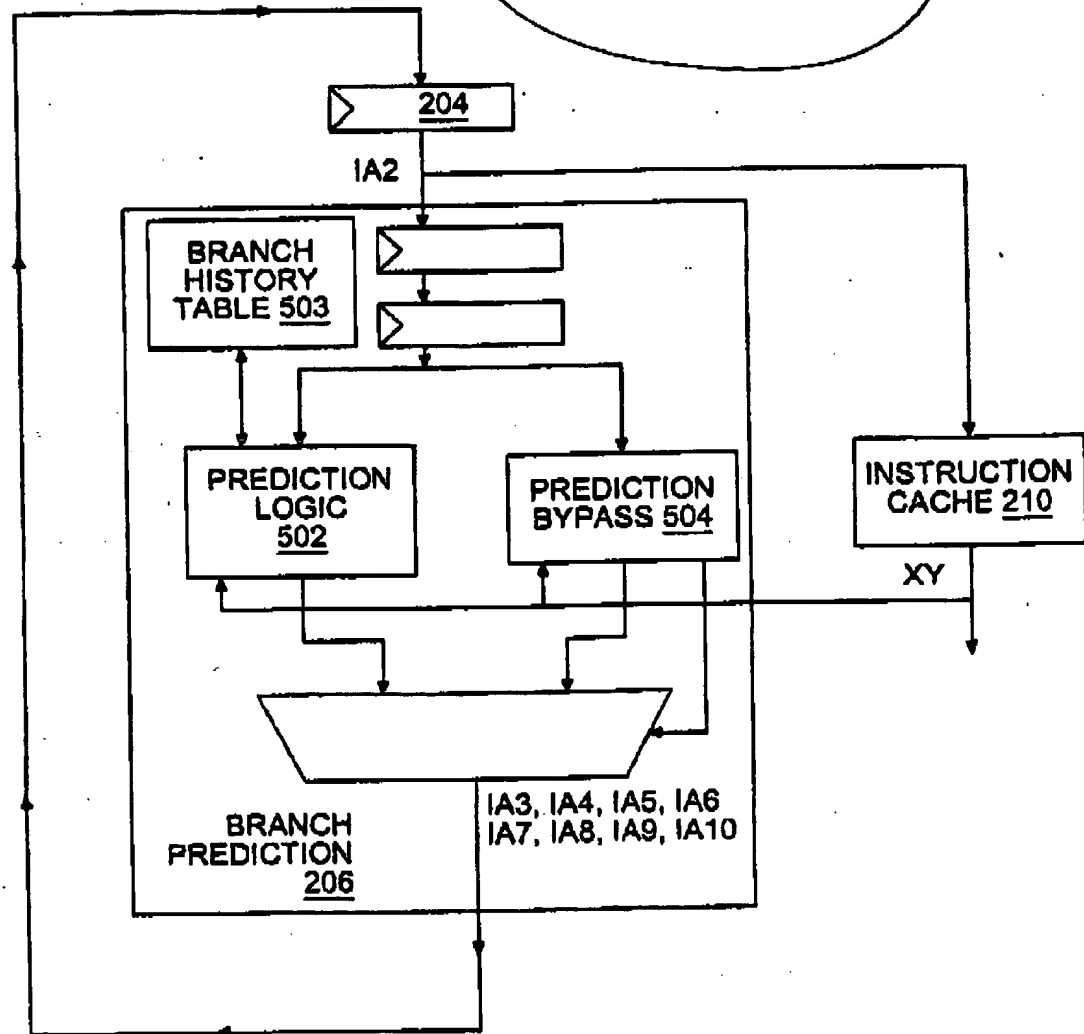 204
IA2
BRANCH
HISTORY
TABLE 503
PREDICTION
LOGIC
502
PREDICTION
BYPASS 504
INSTRUCTION
CACHE 210
XY
IA3, IA4, IA5, IA6
IA7, IA8, IA9, IA10
BRANCH
PREDICTION
206